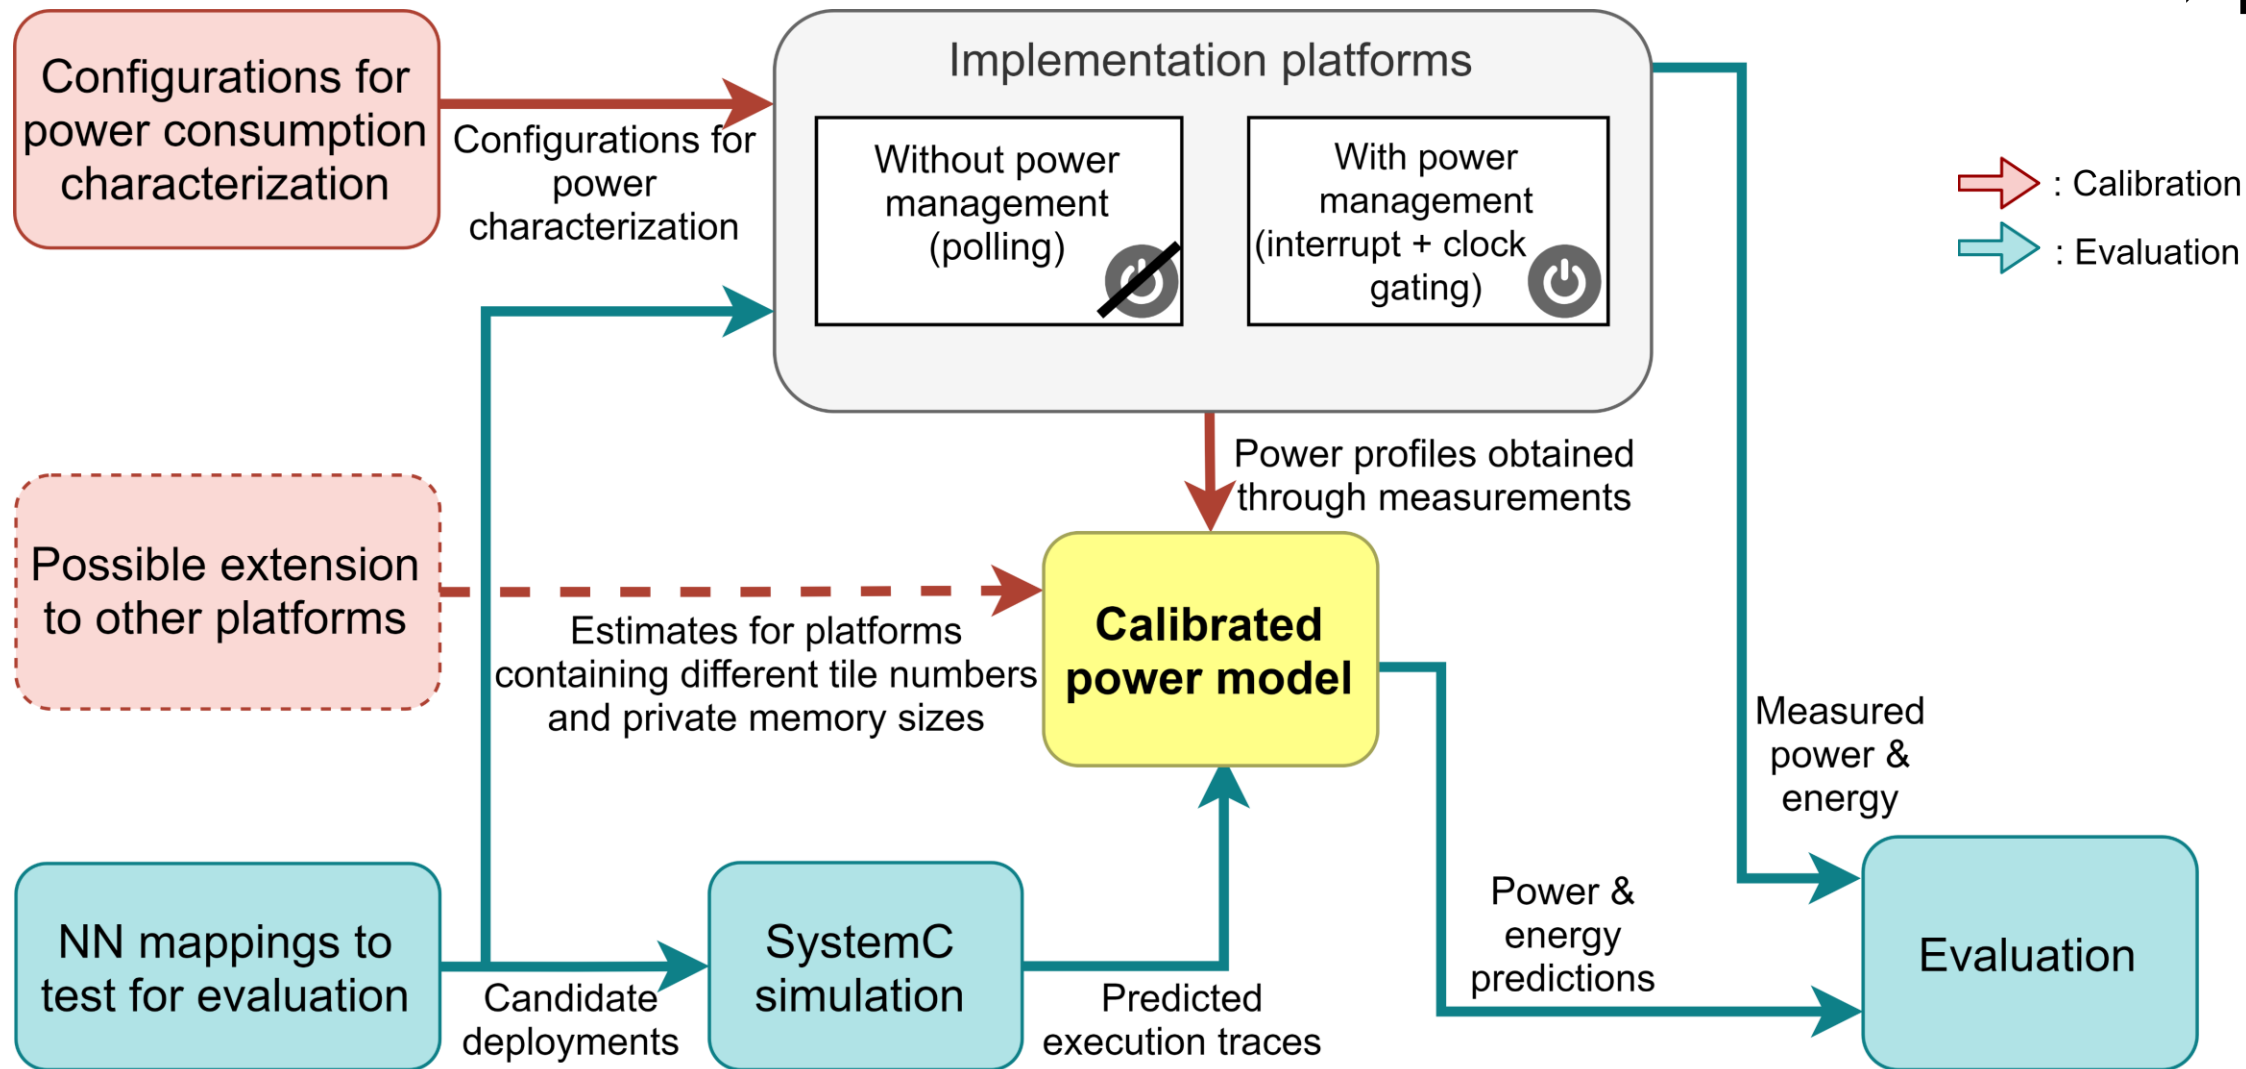 Configurations for
power consumption
characterization
Configurations for
power
characterization
Implementation platforms
Without power
management
(polling)
With power
management
(interrupt + clock
gating)
: Calibration
: Evaluation
Power profiles obtained
through measurements
Possible extension
to other platforms
Estimates for platforms
containing different tile numbers
and private memory sizes
Calibrated
power model
Measured
power &
energy
NN mappings to
test for evaluation
Candidate
deployments
SystemC
simulation
Predicted
execution traces
Power &
energy
predictions
Evaluation